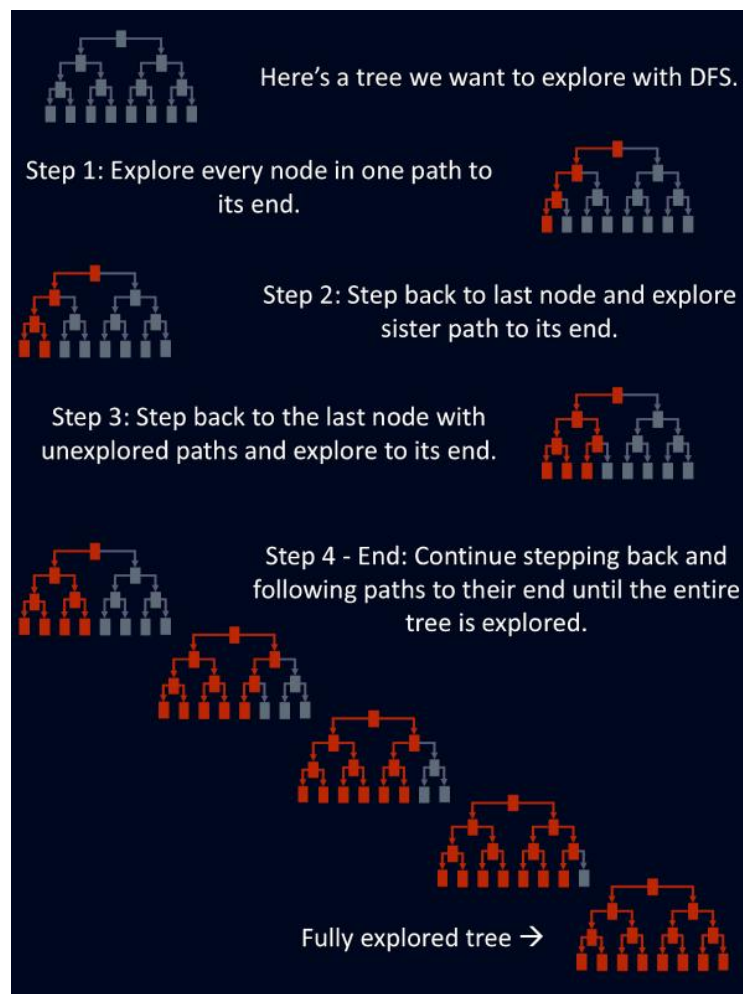 Here’s a tree we want to explore with DFS.
Step 1: Explore every node in one path to
its end.
Step 2: Step back to last node and explore
sister path to its end.
Step 3: Step back to the last node with
unexplored paths and explore to its end.
Step 4 - End: Continue stepping back and
following paths to their end until the entire
tree is explored.
Fully explored tree →